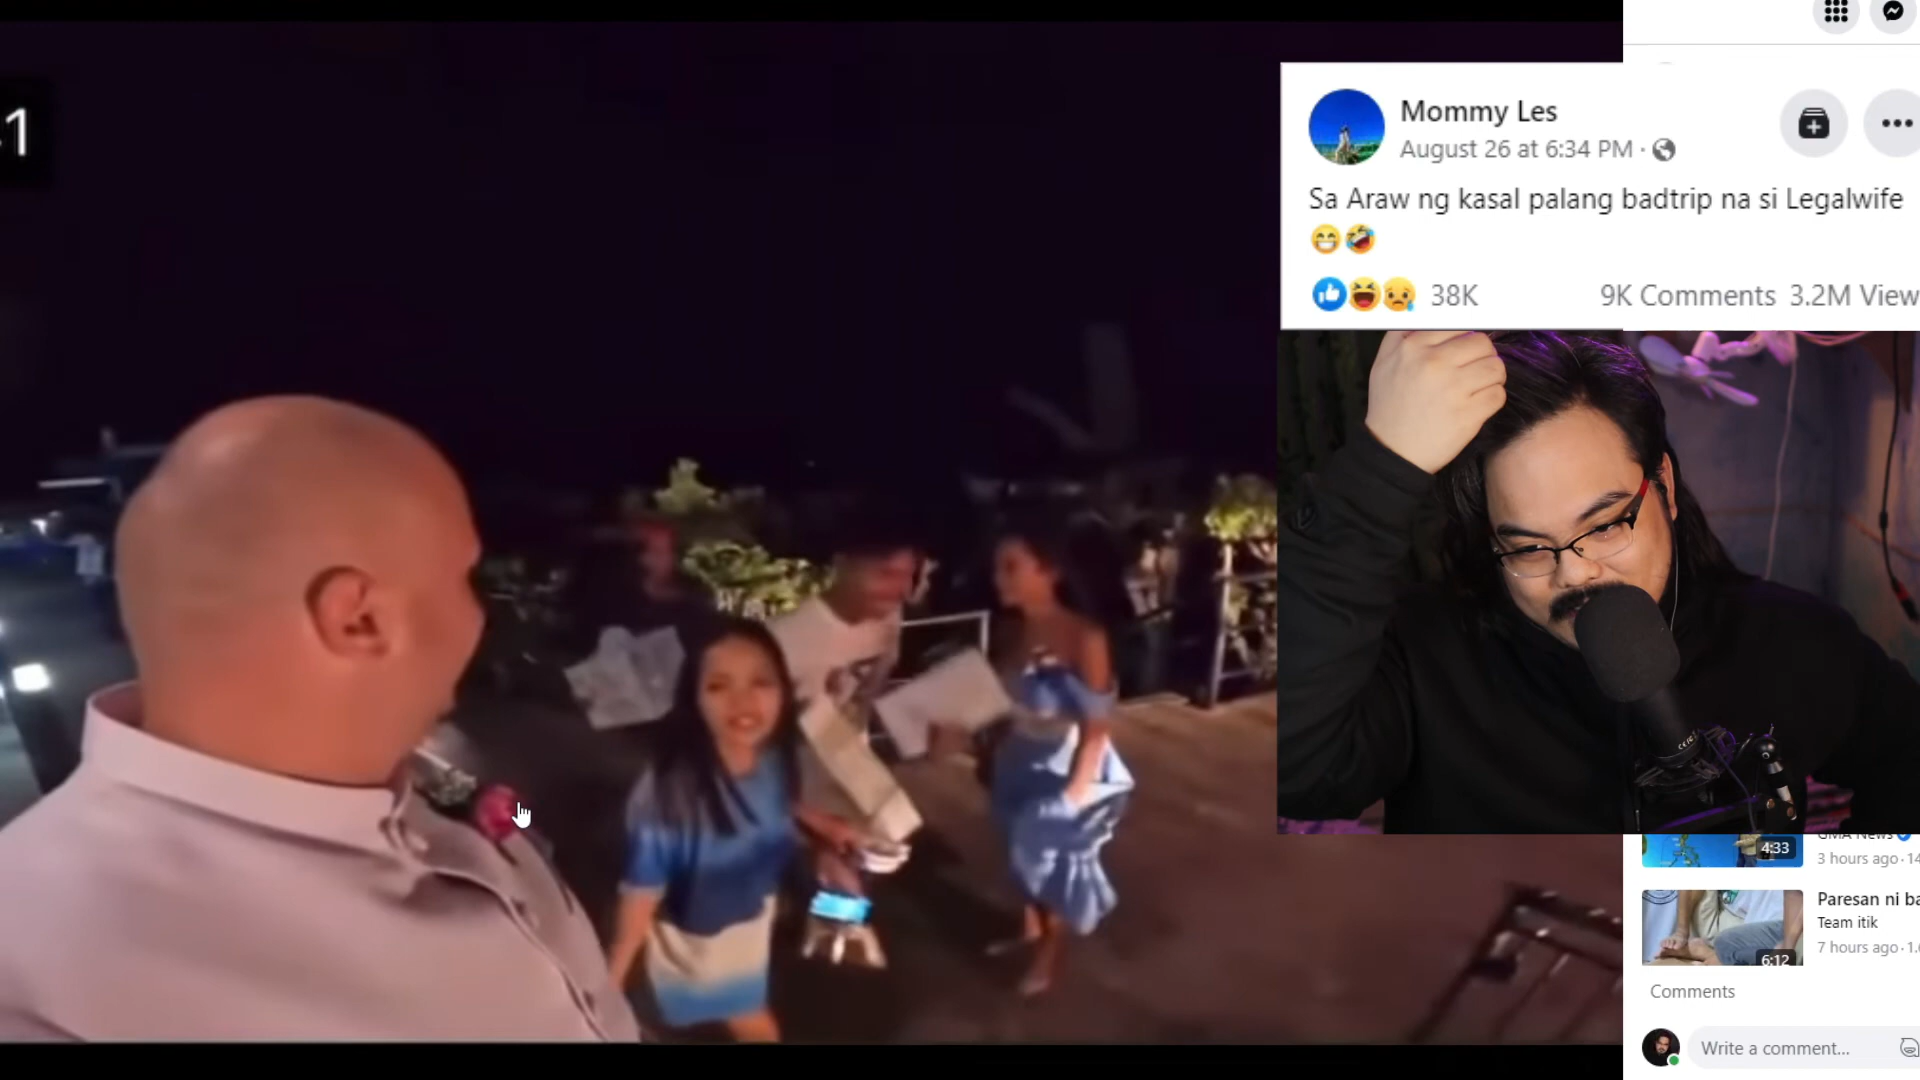 1
Mommy Les
August 26 at 6:34 PM ·
Sa Araw ng kasal palang badtrip na si Legalwife
😁🤣
38K
9K Comments 3.2M View
GMA News
4:33
3 hours ago · 14
Paresan ni ba
Team itik
7 hours ago · 1.
6:12
Comments
Write a comment...